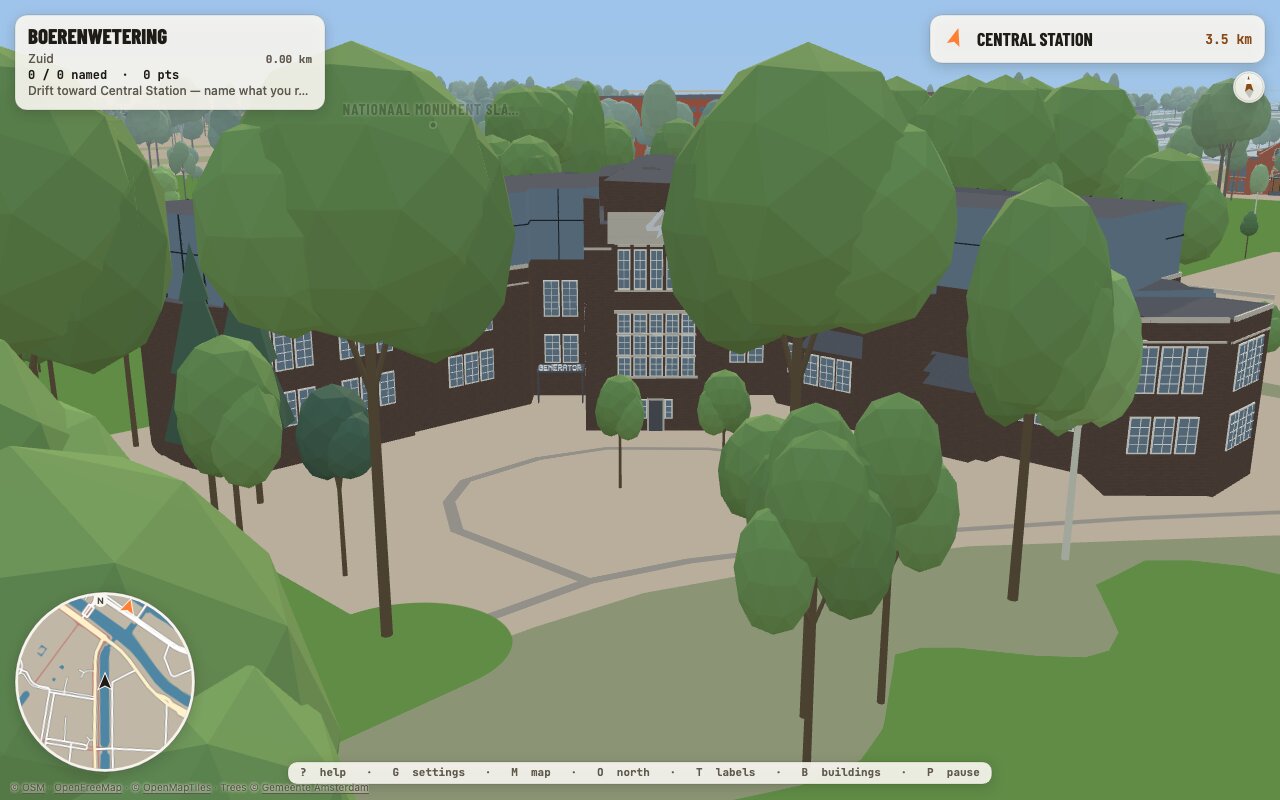 BOERENWETERING
Zuid 0.00 km
0 / 0 named · 0 pts
Drift toward Central Station — name what you r…
CENTRAL STATION 3.5 km
NATIONAAL MONUMENT SLA…
GENERATOR
N
? help · G settings · M map · O north · T labels · B buildings · P pause
© OSM · OpenFreeMap · © OpenMapTiles · Trees © Gemeente Amsterdam